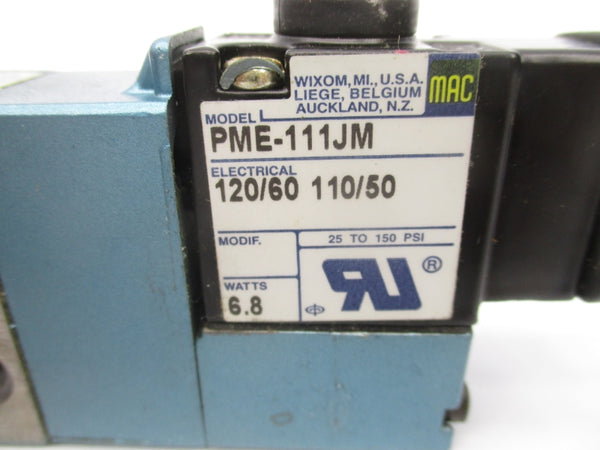 WIXOM, MI., U.S.A.
LIEGE, BELGIUM
AUCKLAND, N.Z.
MAC
MODEL
PME-111JM
ELECTRICAL
120/60 110/50
MODIF.
25 TO 150 PSI
WATTS
6.8
RU®